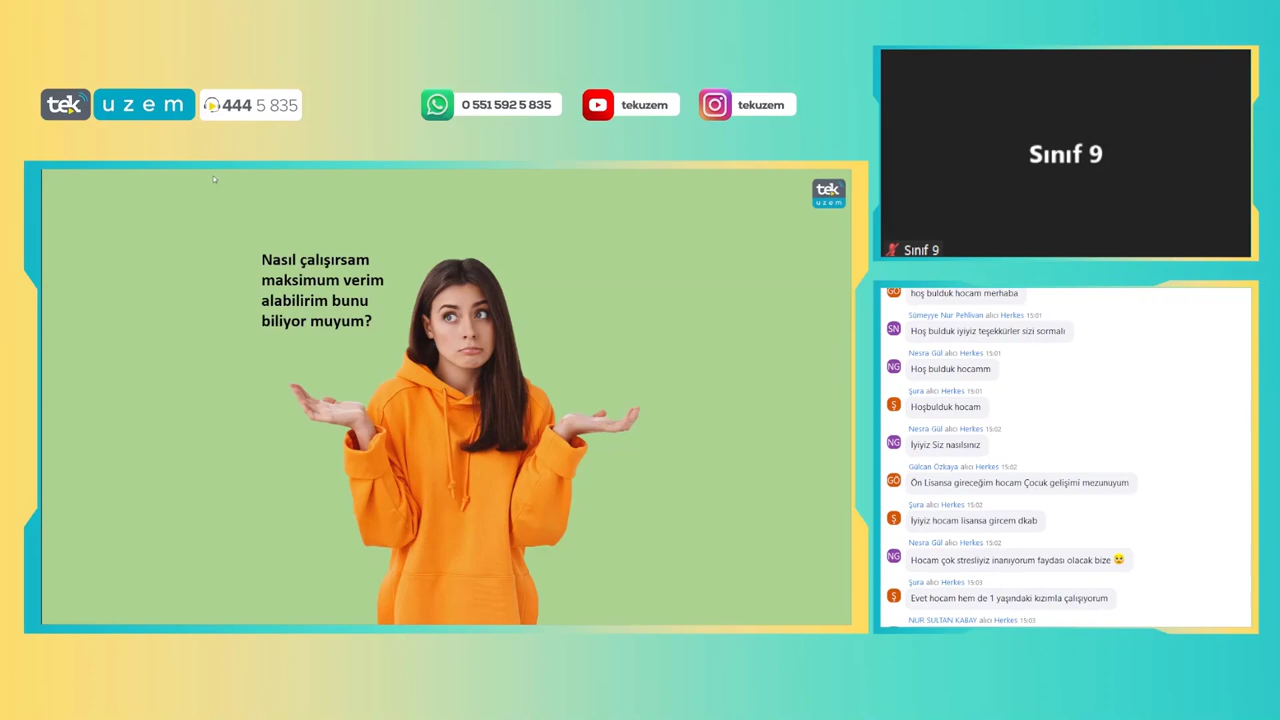 tek uzem 444 5 835
0 551 592 5 835
tekuzem
tekuzem
Sınıf 9
Sınıf 9
tek
uzem
Nasıl çalışırsam
maksimum verim
alabilirim bunu
biliyor muyum?
GÖ
hoş bulduk hocam merhaba
Sümeyye Nur Pehlivan alıcı Herkes 15:01
SN
Hoş bulduk iyiyiz teşekkürler sizi sormalı
Nesra Gül alıcı Herkes 15:01
NG
Hoş bulduk hocamm
Şura alıcı Herkes 15:01
Ş
Hoşbulduk hocam
Nesra Gül alıcı Herkes 15:02
NG
İyiyiz Siz nasılsınız
Gülcan Özkaya alıcı Herkes 15:02
GÖ
Ön Lisansa gireceğim hocam Çocuk gelişimi mezunuyum
Şura alıcı Herkes 15:02
Ş
İyiyiz hocam lisansa gircem dkab
Nesra Gül alıcı Herkes 15:02
NG
Hocam çok stresliyiz inanıyorum faydası olacak bize
Şura alıcı Herkes 15:03
Ş
Evet hocam hem de 1 yaşındaki kızımla çalışıyorum
NUR SULTAN KABAY alıcı Herkes 15:03